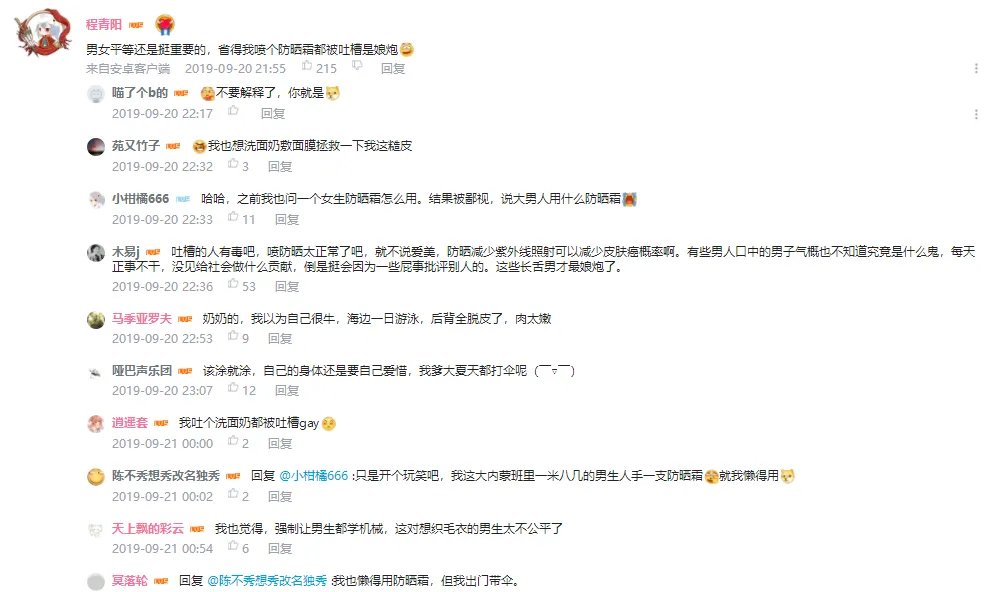 程青阳
男女平等还是挺重要的，省得我喷个防晒霜都被吐槽是娘炮
来自安卓客户端 2019-09-20 21:55 215 回复
喵了个b的 不要解释了，你就是
2019-09-20 22:17 回复
苑又竹子 我也想洗面奶敷面膜拯救一下我这糙皮
2019-09-20 22:32 3 回复
小柑橘666 哈哈，之前我也问一个女生防晒霜怎么用。结果被鄙视，说大男人用什么防晒霜
2019-09-20 22:33 11 回复
木易j 吐槽的人有毒吧，喷防晒太正常了吧，就不说爱美，防晒减少紫外线照射可以减少皮肤癌概率啊。有些男人口中的男子气概也不知道究竟是什么鬼，每天
正事不干，没见给社会做什么贡献，倒是挺会因为一些屁事批评别人的。这些长舌男才最娘炮了。
2019-09-20 22:36 53 回复
马季亚罗夫 奶奶的，我以为自己很牛，海边一日游泳，后背全脱皮了，肉太嫩
2019-09-20 22:53 9 回复
哑巴声乐团 该涂就涂，自己的身体还是要自己爱惜，我爹大夏天都打伞呢（￣▽￣）
2019-09-20 23:07 12 回复
逍遥套 我吐个洗面奶都被吐槽gay
2019-09-21 00:00 2 回复
陈不秀想秀改名独秀 回复 @小柑橘666 :只是开个玩笑吧，我这大内蒙班里一米八几的男生人手一支防晒霜就我懒得用
2019-09-21 00:02 2 回复
天上飘的彩云 我也觉得，强制让男生都学机械，这对想织毛衣的男生太不公平了
2019-09-21 00:54 6 回复
冥落轮 回复 @陈不秀想秀改名独秀 :我也懒得用防晒霜，但我出门带伞。